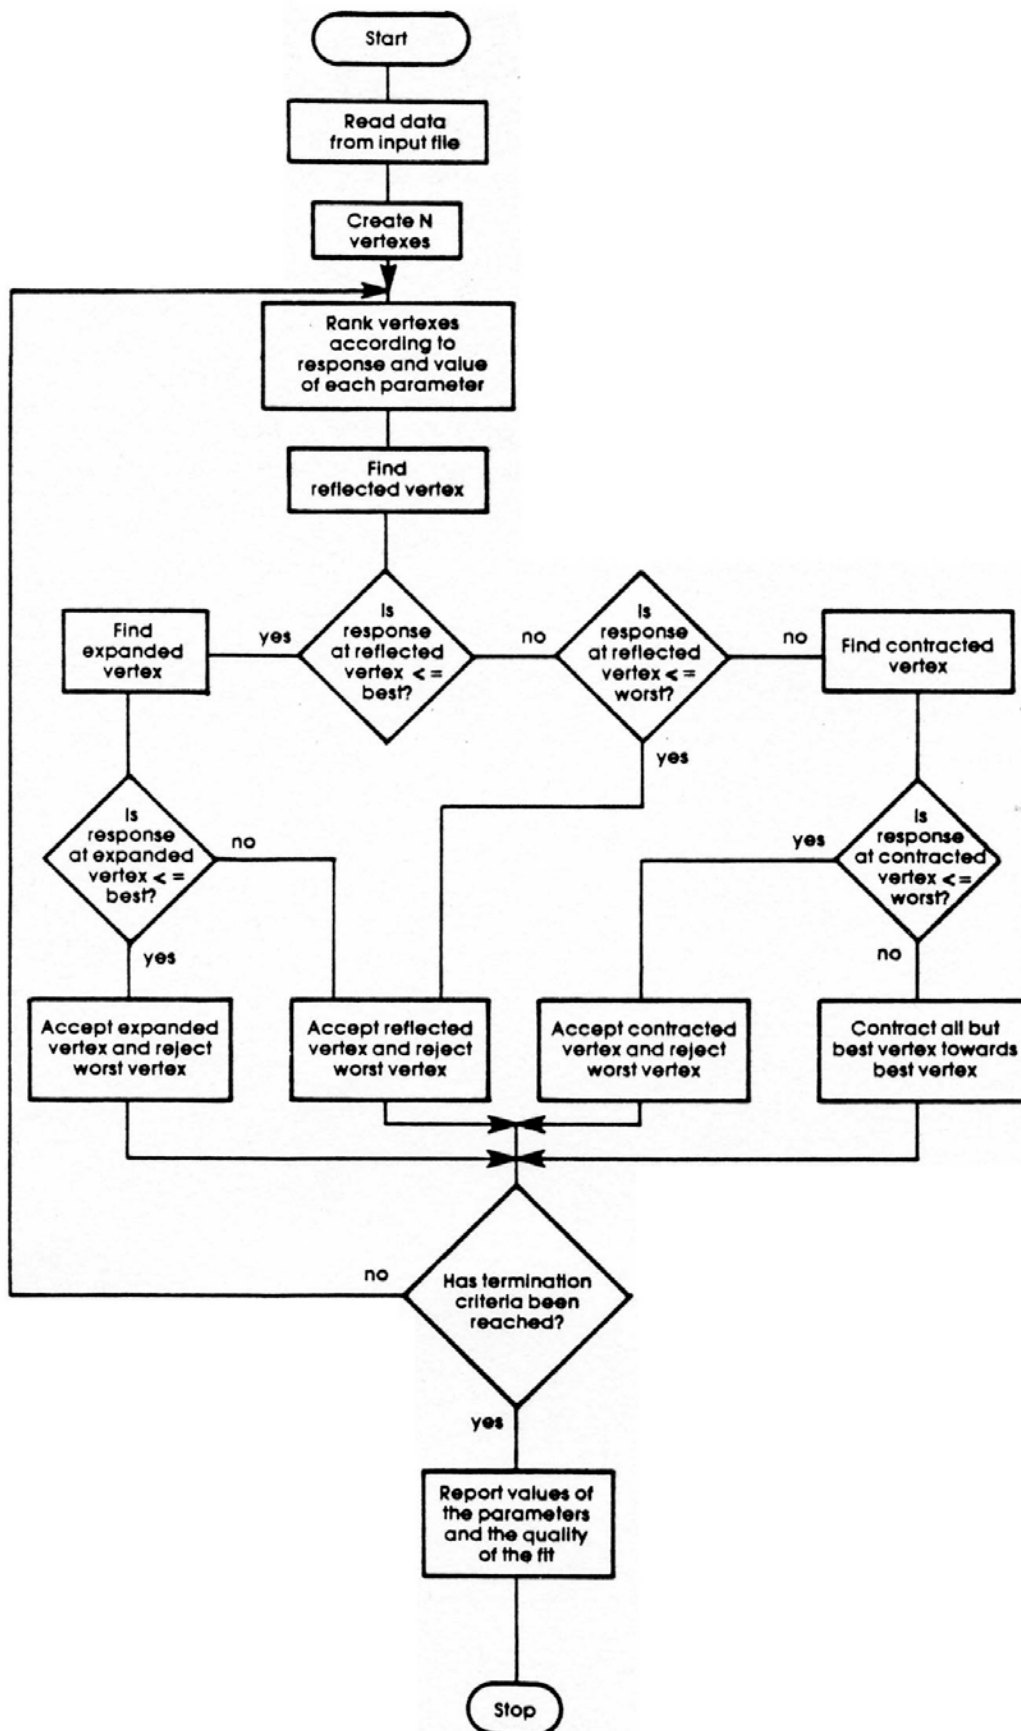 Start
Read data
from input file
Create N
vertexes
Rank vertexes
according to
response and value
of each parameter
Find
reflected vertex
Find
expanded
vertex
yes
Is
response
at reflected
vertex <=
best?
no
Is
response
at reflected
vertex <=
worst?
no
Find contracted
vertex
yes
Is
response
at expanded
vertex <=
best?
no
yes
Is
response
at contracted
vertex <=
worst?
yes
no
Accept expanded
vertex and reject
worst vertex
Accept reflected
vertex and reject
worst vertex
Accept contracted
vertex and reject
worst vertex
Contract all but
best vertex towards
best vertex
no
Has termination
criteria been
reached?
yes
Report values of
the parameters
and the quality
of the fit
Stop